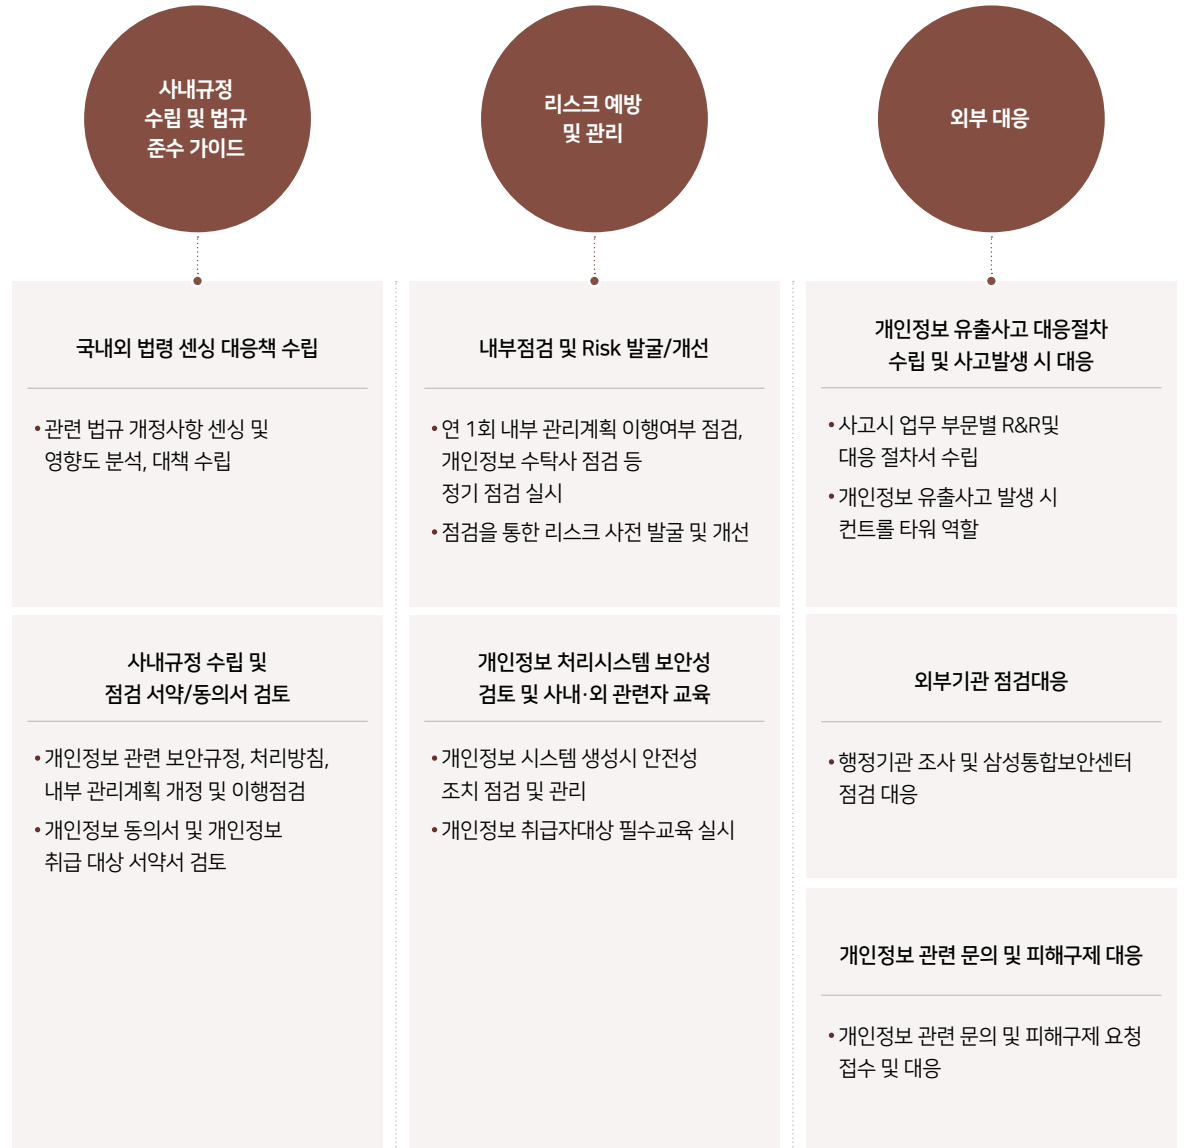 사내규정
수립 및 법규
준수 가이드
국내외 법령 센싱 대응책 수립
• 관련 법규 개정사항 센싱 및
영향도 분석, 대책 수립
사내규정 수립 및
점검 서약/동의서 검토
• 개인정보 관련 보안규정, 처리방침,
내부 관리계획 개정 및 이행점검
• 개인정보 동의서 및 개인정보
취급 대상 서약서 검토
리스크 예방
및 관리
내부점검 및 Risk 발굴/개선
• 연 1회 내부 관리계획 이행여부 점검,
개인정보 수탁사 점검 등
정기 점검 실시
• 점검을 통한 리스크 사전 발굴 및 개선
개인정보 처리시스템 보안성
검토 및 사내·외 관련자 교육
• 개인정보 시스템 생성시 안전성
조치 점검 및 관리
• 개인정보 취급자대상 필수교육 실시
외부 대응
개인정보 유출사고 대응절차
수립 및 사고발생 시 대응
• 사고시 업무 부문별 R&R및
대응 절차서 수립
• 개인정보 유출사고 발생 시
컨트롤 타워 역할
외부기관 점검대응
• 행정기관 조사 및 삼성통합보안센터
점검 대응
개인정보 관련 문의 및 피해구제 대응
• 개인정보 관련 문의 및 피해구제 요청
접수 및 대응